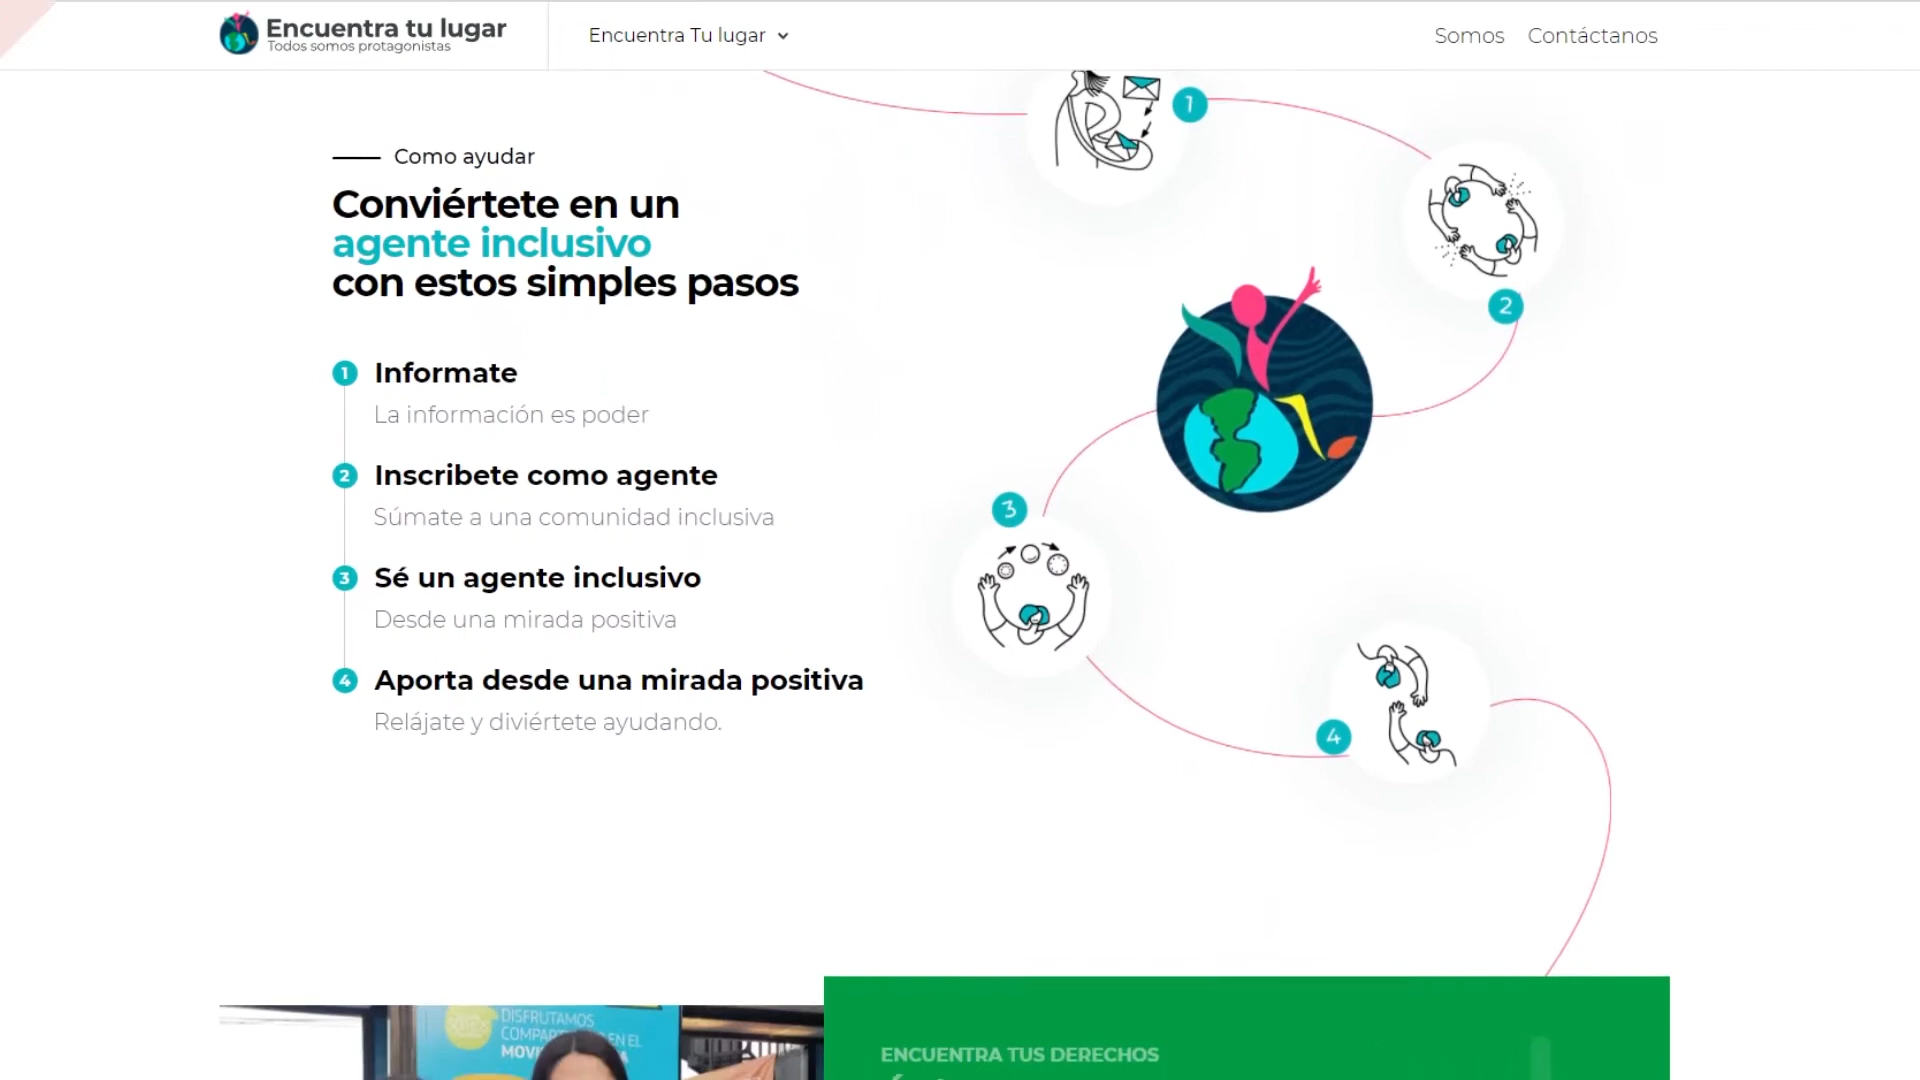 Encuentra tu lugar
Todos somos protagonistas
Encuentra Tu lugar
Somos
Contáctanos
Como ayudar
Conviértete en un
agente inclusivo
con estos simples pasos
1 Informate
La información es poder
2 Inscribete como agente
Súmate a una comunidad inclusiva
3 Sé un agente inclusivo
Desde una mirada positiva
4 Aporta desde una mirada positiva
Relájate y diviértete ayudando.
1
2
3
4
DISFRUTAMOS
EN EL
ENCUENTRA TUS DERECHOS